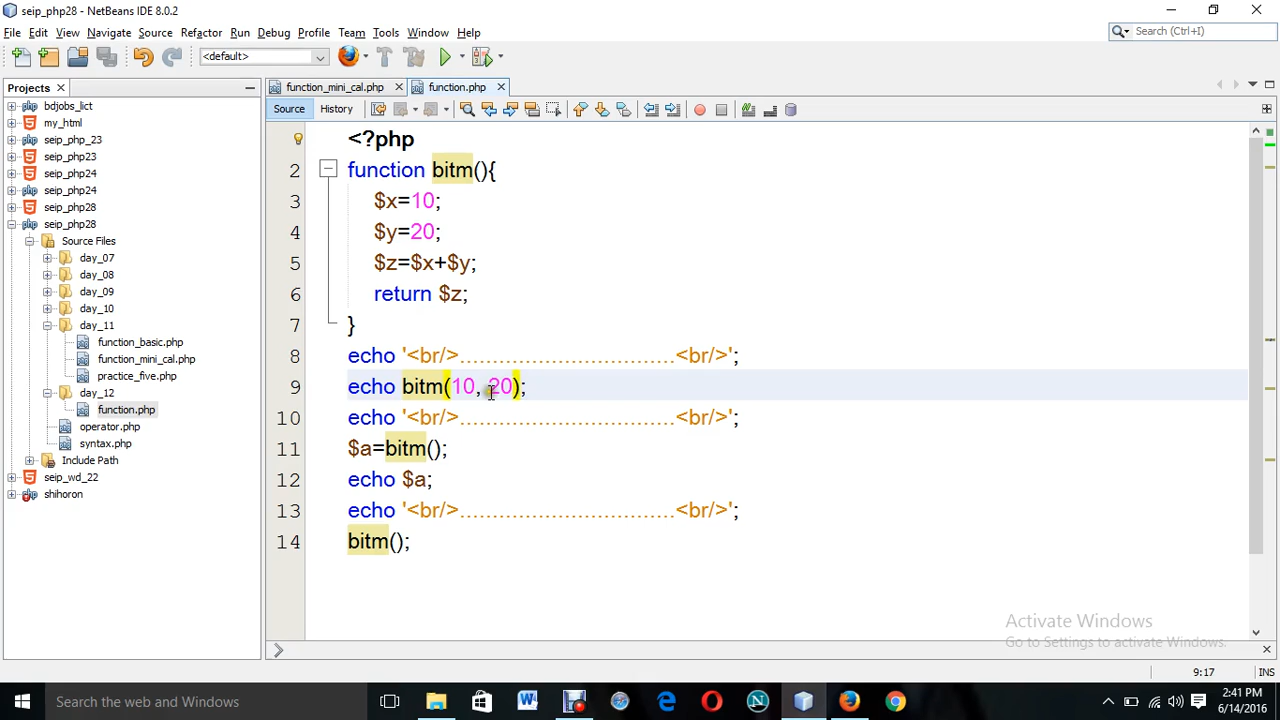 seip_php28 - NetBeans IDE 8.0.2
File Edit View Navigate Source Refactor Run Debug Profile Team Tools Window Help
Search (Ctrl+I)
<default>
Projects
function_mini_cal.php
function.php
Source
History
bdjobs_lict
my_html
seip_php_23
seip_php23
seip_php24
seip_php24
seip_php28
seip_php28
Source Files
day_07
day_08
day_09
day_10
day_11
function_basic.php
function_mini_cal.php
practice_five.php
day_12
function.php
operator.php
syntax.php
Include Path
seip_wd_22
shihoron
<?php
2 function bitm(){
3 $x=10;
4 $y=20;
5 $z=$x+$y;
6 return $z;
7 }
8 echo '<br/>.................................<br/>';
9 echo bitm(10, 20);
10 echo '<br/>.................................<br/>';
11 $a=bitm();
12 echo $a;
13 echo '<br/>.................................<br/>';
14 bitm();
Activate Windows
Go to Settings to activate Windows.
9:17
INS
Search the web and Windows
2:41 PM
6/14/2016